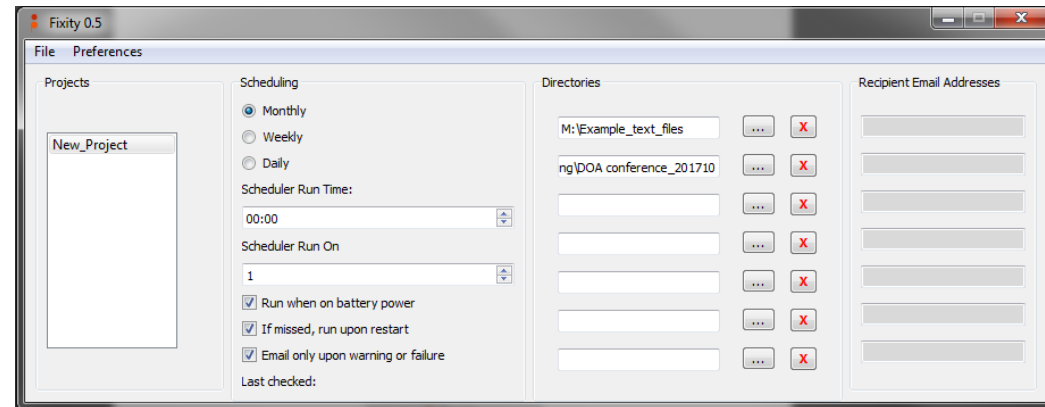 Fixity 0.5
File Preferences
Projects
New_Project
Scheduling
Monthly
Weekly
Daily
Scheduler Run Time:
00:00
Scheduler Run On
1
Run when on battery power
If missed, run upon restart
Email only upon warning or failure
Last checked:
Directories
M:\Example_text_files ... X
ng\DOA conference_201710 ... X
... X
... X
... X
... X
... X
Recipient Email Addresses